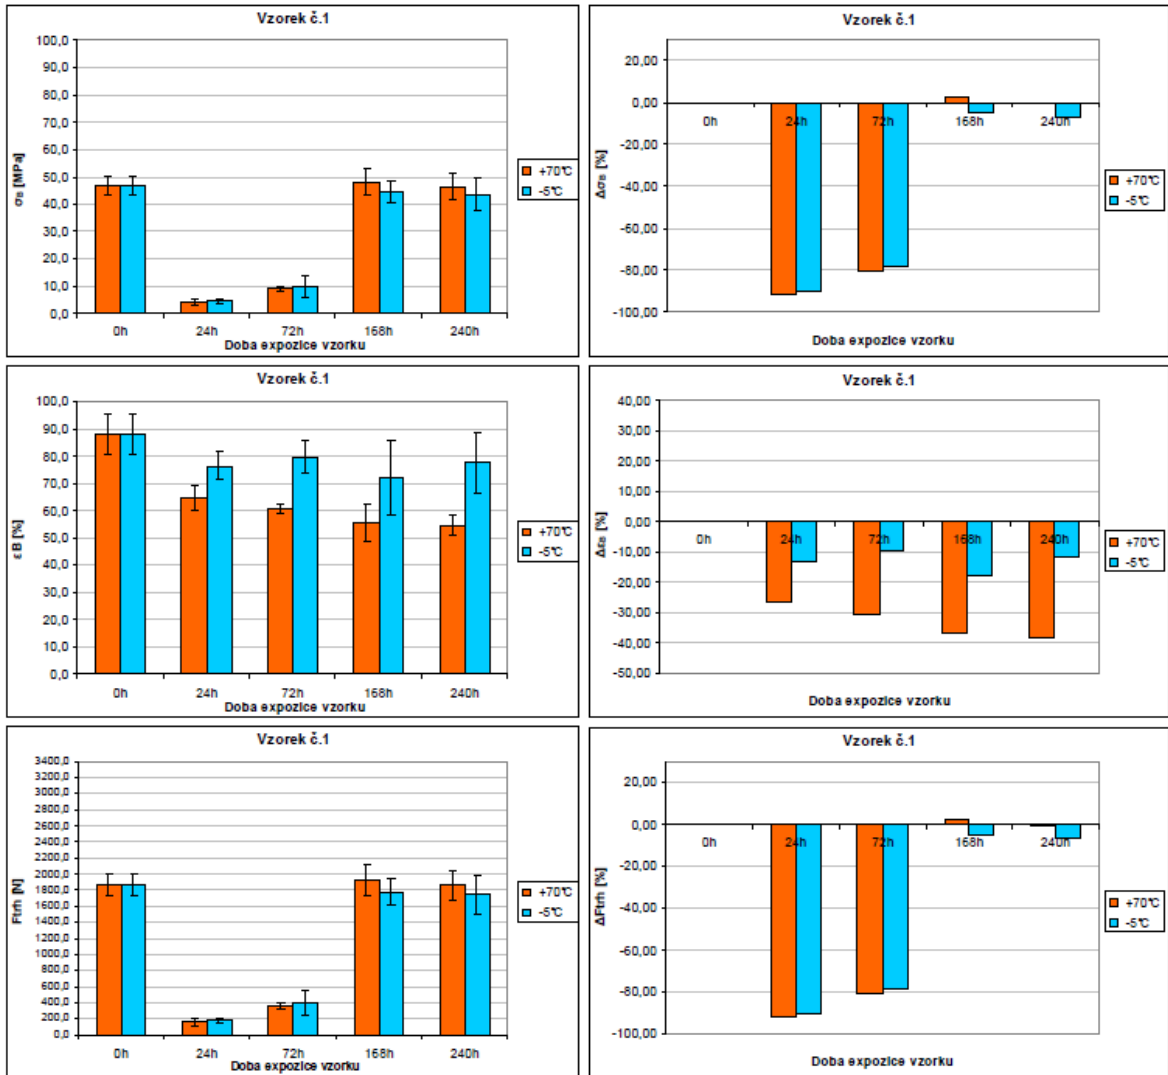 Vzorek č.1
100,0
90,0
80,0
70,0
60,0
50,0
40,0
30,0
20,0
10,0
0,0
σB [MPa]
0h 24h 72h 168h 240h
Doba expozice vzorku
+70°C
-5°C
Vzorek č.1
20,00
0,00
-20,00
-40,00
-60,00
-80,00
-100,00
ΔσB [%]
0h 24h 72h 168h 240h
Doba expozice vzorku
+70°C
-5°C
Vzorek č.1
100,0
90,0
80,0
70,0
60,0
50,0
40,0
30,0
20,0
10,0
0,0
εB [%]
0h 24h 72h 168h 240h
Doba expozice vzorku
+70°C
-5°C
Vzorek č.1
40,00
30,00
20,00
10,00
0,00
-10,00
-20,00
-30,00
-40,00
-50,00
ΔεB [%]
0h 24h 72h 168h 240h
Doba expozice vzorku
+70°C
-5°C
Vzorek č.1
3400,0
3200,0
3000,0
2800,0
2600,0
2400,0
2200,0
2000,0
1800,0
1600,0
1400,0
1200,0
1000,0
800,0
600,0
400,0
200,0
0,0
Ftrh [N]
0h 24h 72h 168h 240h
Doba expozice vzorku
+70°C
-5°C
Vzorek č.1
20,00
0,00
-20,00
-40,00
-60,00
-80,00
-100,00
ΔFtrh [%]
0h 24h 72h 168h 240h
Doba expozice vzorku
+70°C
-5°C